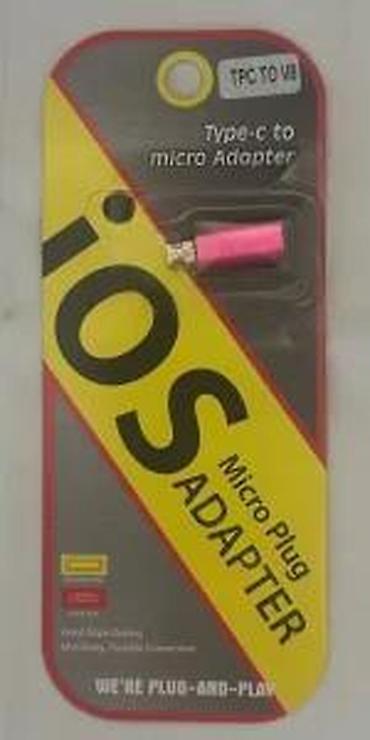 TPC TO V8
Type-c to
micro Adapter
iOS
Micro Plug
ADAPTER
WE'RE PLUG-AND-PLAY